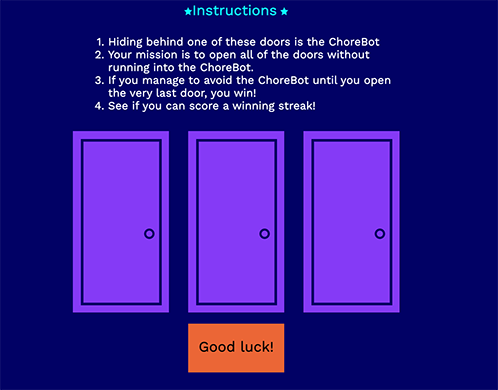 ★Instructions ★
1. Hiding behind one of these doors is the ChoreBot
2. Your mission is to open all of the doors without
running into the ChoreBot.
3. If you manage to avoid the ChoreBot until you open
the very last door, you win!
4. See if you can score a winning streak!
Good luck!